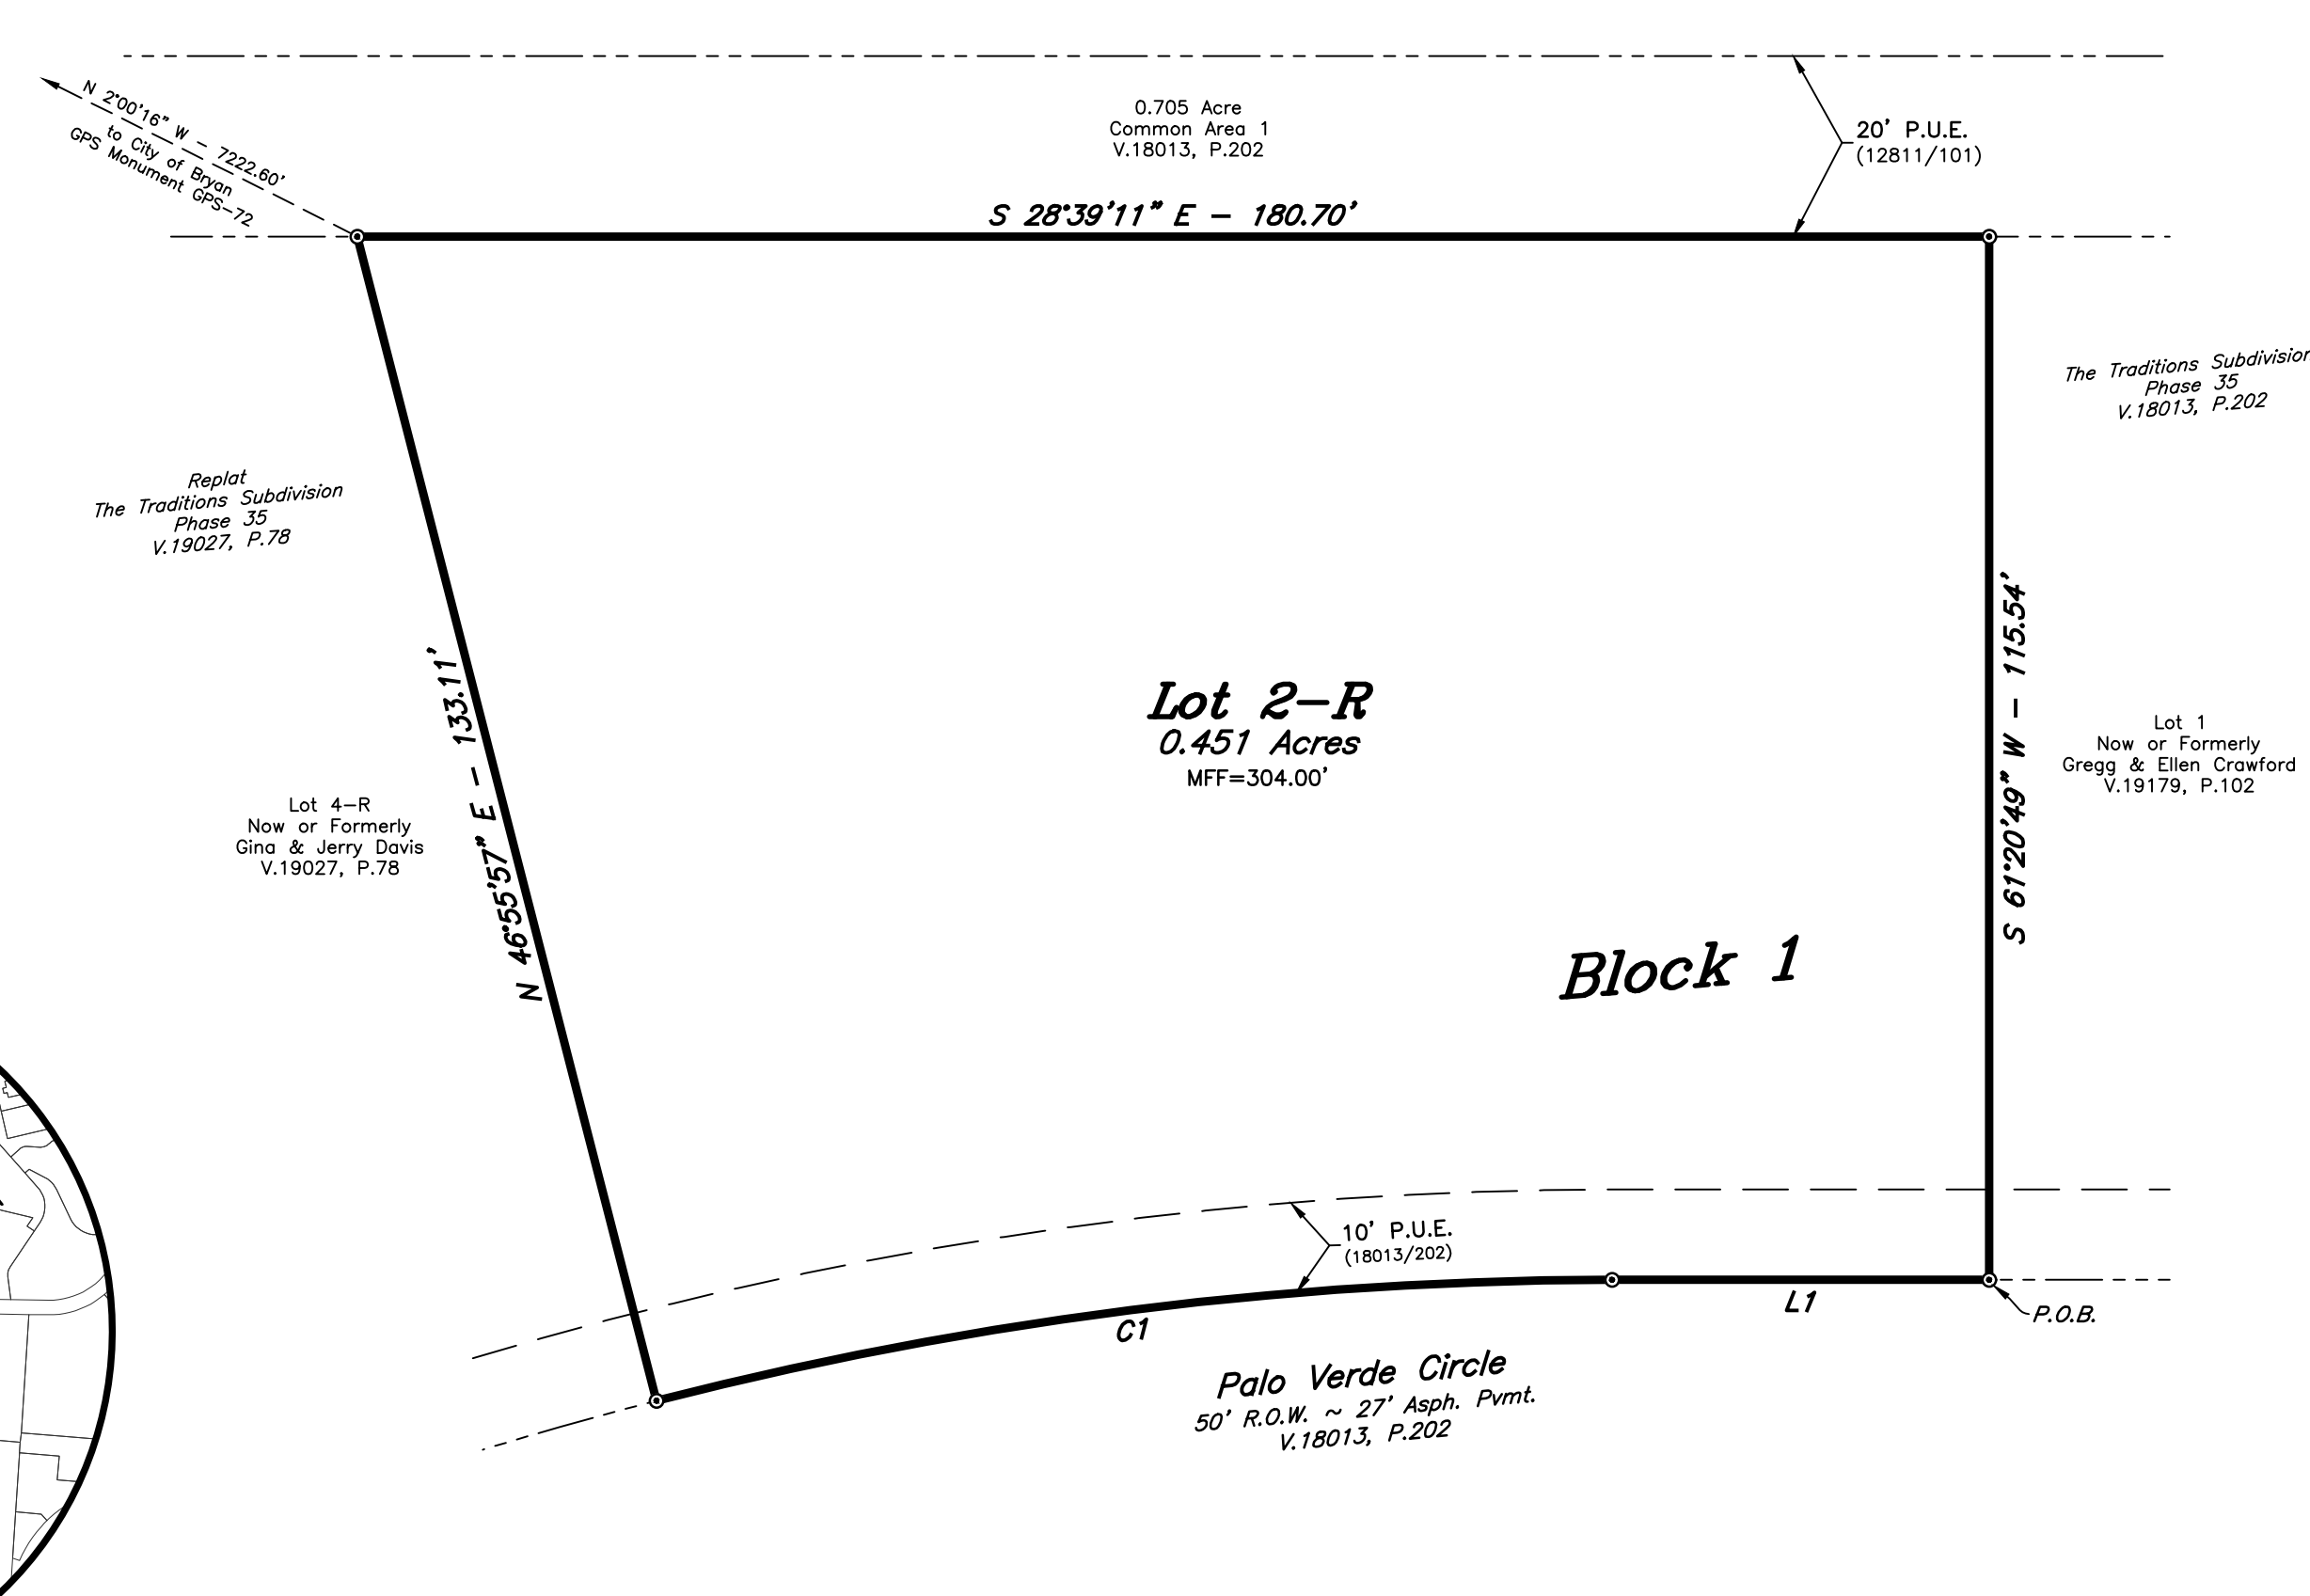 N 2°00'16" W - 7222.60'
to City of Bryan
GPS Monument GPS-72
0.705 Acre
Common Area 1
V.18013, P.202
20' P.U.E.
(12811/101)
S 28°39'11" E - 180.70'
The Traditions Subdivision
Phase 35
V.18013, P.202
Replat
The Traditions Subdivision
Phase 35
V.19027, P.78
N 46°55'57" E - 133.11'
S 61°20'49" W - 115.54'
Lot 2-R
0.451 Acres
MFF=304.00'
Lot 1
Now or Formerly
Gregg & Ellen Crawford
V.19179, P.102
Lot 4-R
Now or Formerly
Gina & Jerry Davis
V.19027, P.78
Block 1
10' P.U.E.
(18013/202)
L1
P.O.B.
C1
Palo Verde Circle
50' R.O.W. ~ 27' Asph. Pvmt.
V.18013, P.202